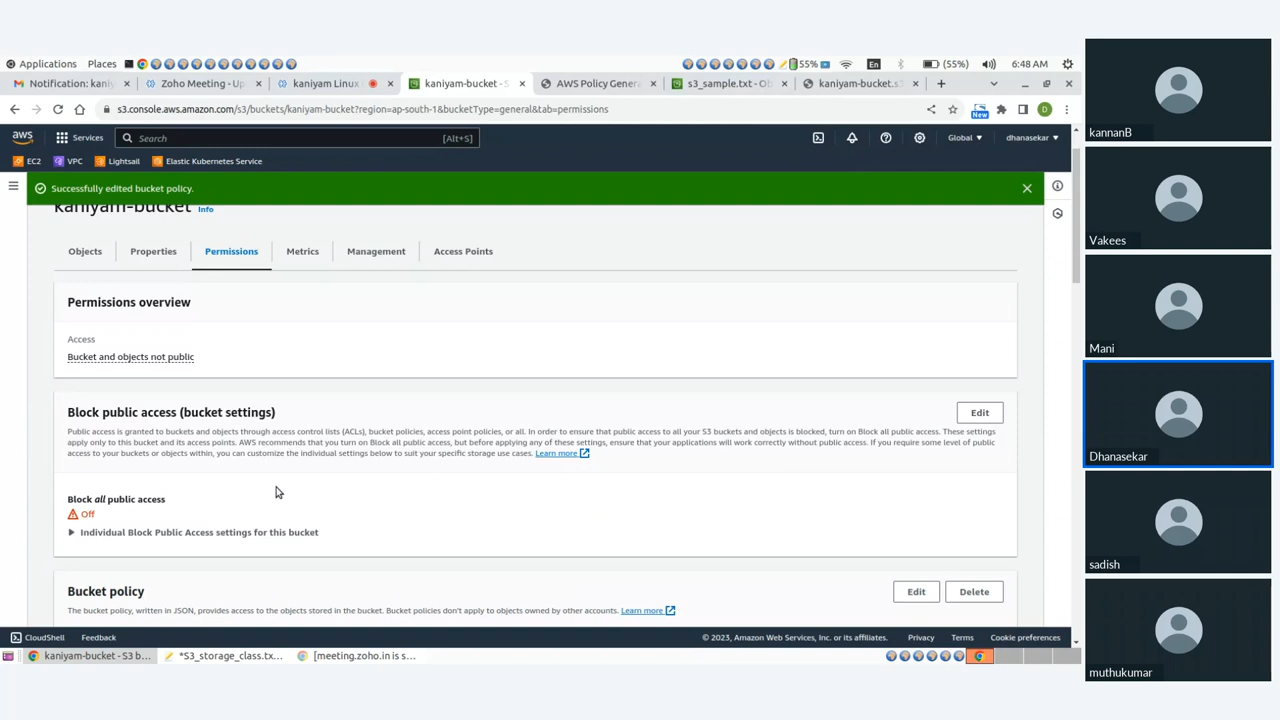 Applications Places 55% En (55%) 6:48 AM
Notification: kaniy Zoho Meeting - Up kaniyam Linux kaniyam-bucket - S AWS Policy Genera s3_sample.txt - Ob kaniyam-bucket.s3
s3.console.aws.amazon.com/s3/buckets/kaniyam-bucket?region=ap-south-1&bucketType=general&tab=permissions New D
aws Services Search [Alt+S] Global dhanasekar
EC2 VPC Lightsail Elastic Kubernetes Service
Successfully edited bucket policy.
kaniyam-bucket Info
Objects Properties Permissions Metrics Management Access Points
Permissions overview
Access
Bucket and objects not public
Block public access (bucket settings) Edit
Public access is granted to buckets and objects through access control lists (ACLs), bucket policies, access point policies, or all. In order to ensure that public access to all your S3 buckets and objects is blocked, turn on Block all public access. These settings
apply only to this bucket and its access points. AWS recommends that you turn on Block all public access, but before applying any of these settings, ensure that your applications will work correctly without public access. If you require some level of public
access to your buckets or objects within, you can customize the individual settings below to suit your specific storage use cases. Learn more
Block all public access
Off
Individual Block Public Access settings for this bucket
Bucket policy Edit Delete
The bucket policy, written in JSON, provides access to the objects stored in the bucket. Bucket policies don't apply to objects owned by other accounts. Learn more
CloudShell Feedback © 2023, Amazon Web Services, Inc. or its affiliates. Privacy Terms Cookie preferences
kaniyam-bucket - S3 b... *S3_storage_class.tx... [meeting.zoho.in is s...
kannanB
Vakees
Mani
Dhanasekar
sadish
muthukumar